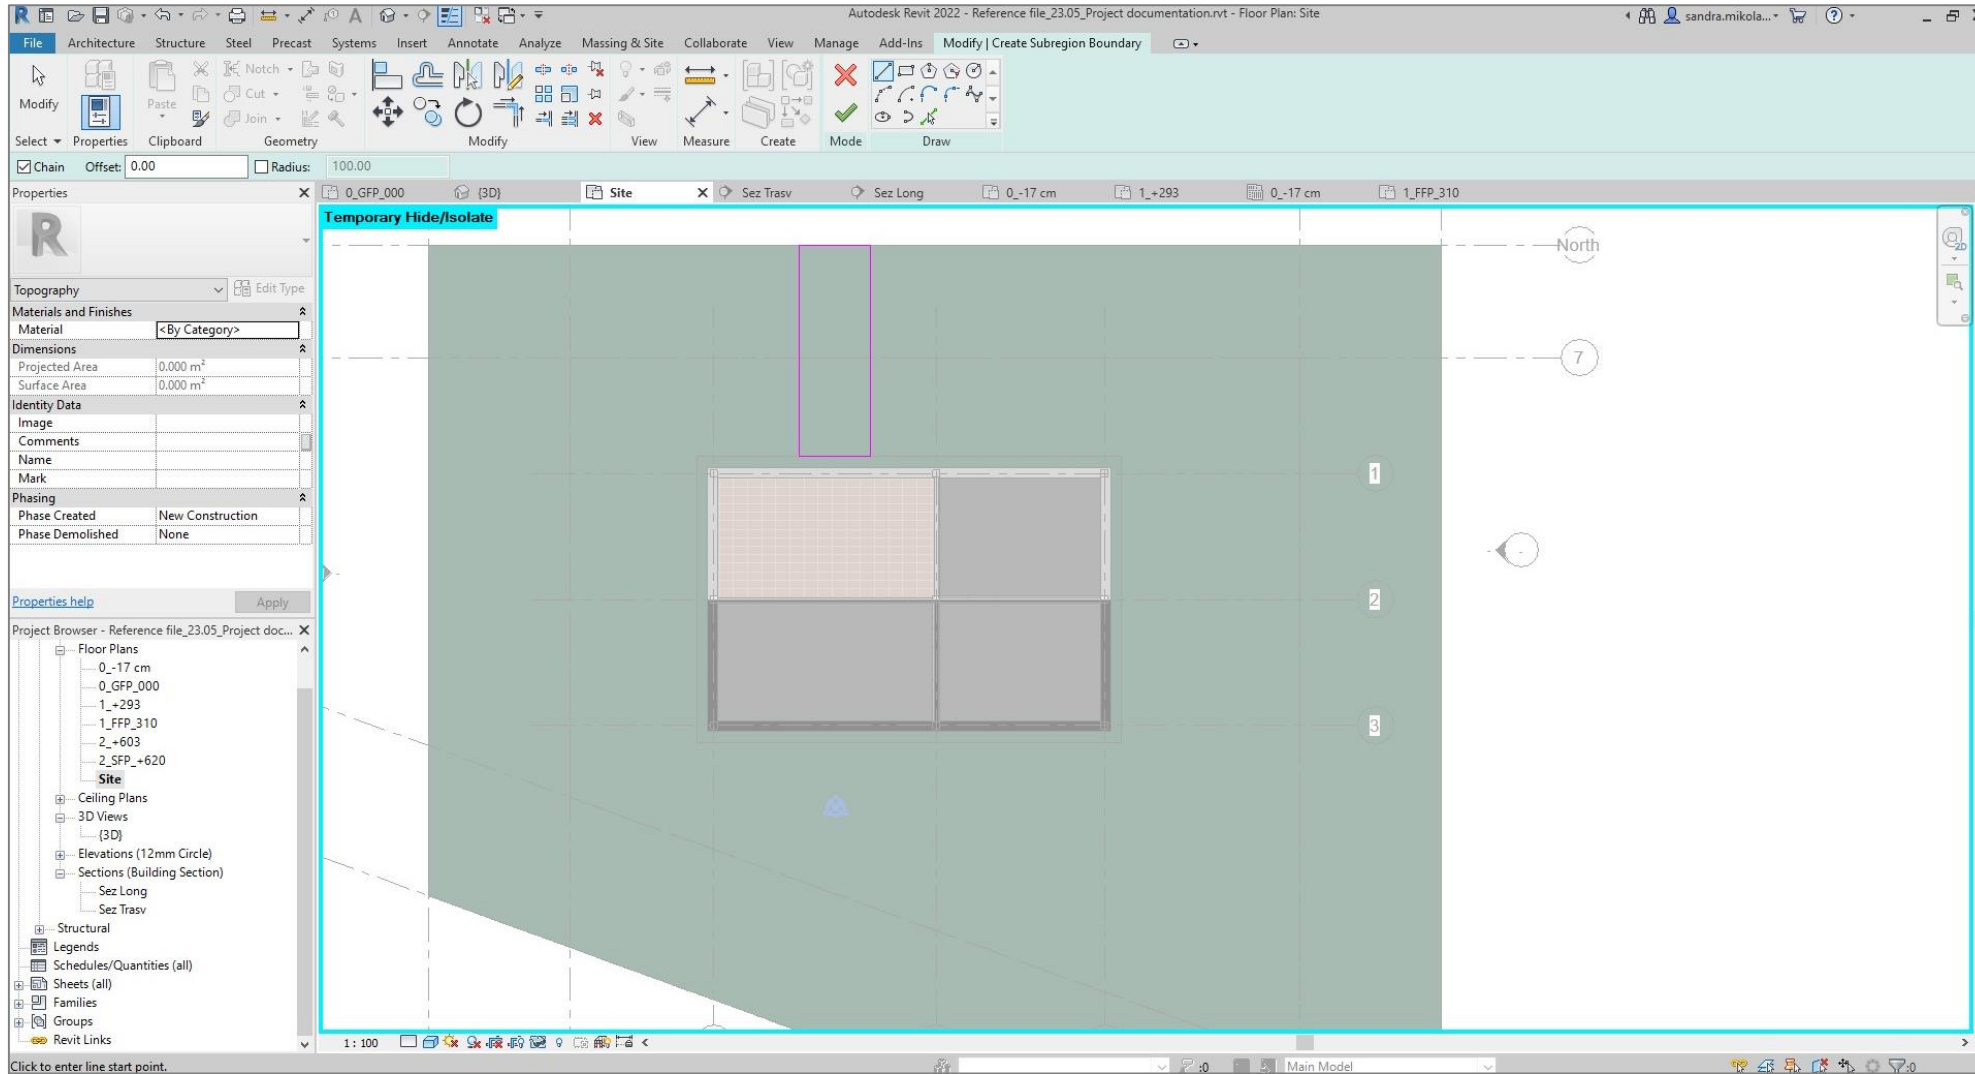 Autodesk Revit 2022 - Reference file_23.05_Project documentation.rvt - Floor Plan: Site
sandra.mikola...
File Architecture Structure Steel Precast Systems Insert Annotate Analyze Massing & Site Collaborate View Manage Add-Ins Modify | Create Subregion Boundary
Modify
Paste
Notch
Cut
Join
Select Properties Clipboard Geometry Modify View Measure Create Mode Draw
Chain Offset: 0.00 Radius: 100.00
Properties
0_GFP_000 {3D} Site Sez Trasv Sez Long 0_-17 cm 1_+293 0_-17 cm 1_FFP_310
Temporary Hide/Isolate
North
2D
7
1
2
3
Topography Edit Type
Materials and Finishes
Material <By Category>
Dimensions
Projected Area 0.000 m²
Surface Area 0.000 m²
Identity Data
Image
Comments
Name
Mark
Phasing
Phase Created New Construction
Phase Demolished None
Properties help Apply
Project Browser - Reference file_23.05_Project doc...
Floor Plans
0_-17 cm
0_GFP_000
1_+293
1_FFP_310
2_+603
2_SFP_+620
Site
Ceiling Plans
3D Views
{3D}
Elevations (12mm Circle)
Sections (Building Section)
Sez Long
Sez Trasv
Structural
Legends
Schedules/Quantities (all)
Sheets (all)
Families
Groups
Revit Links
1 : 100
Click to enter line start point. :0 Main Model :0